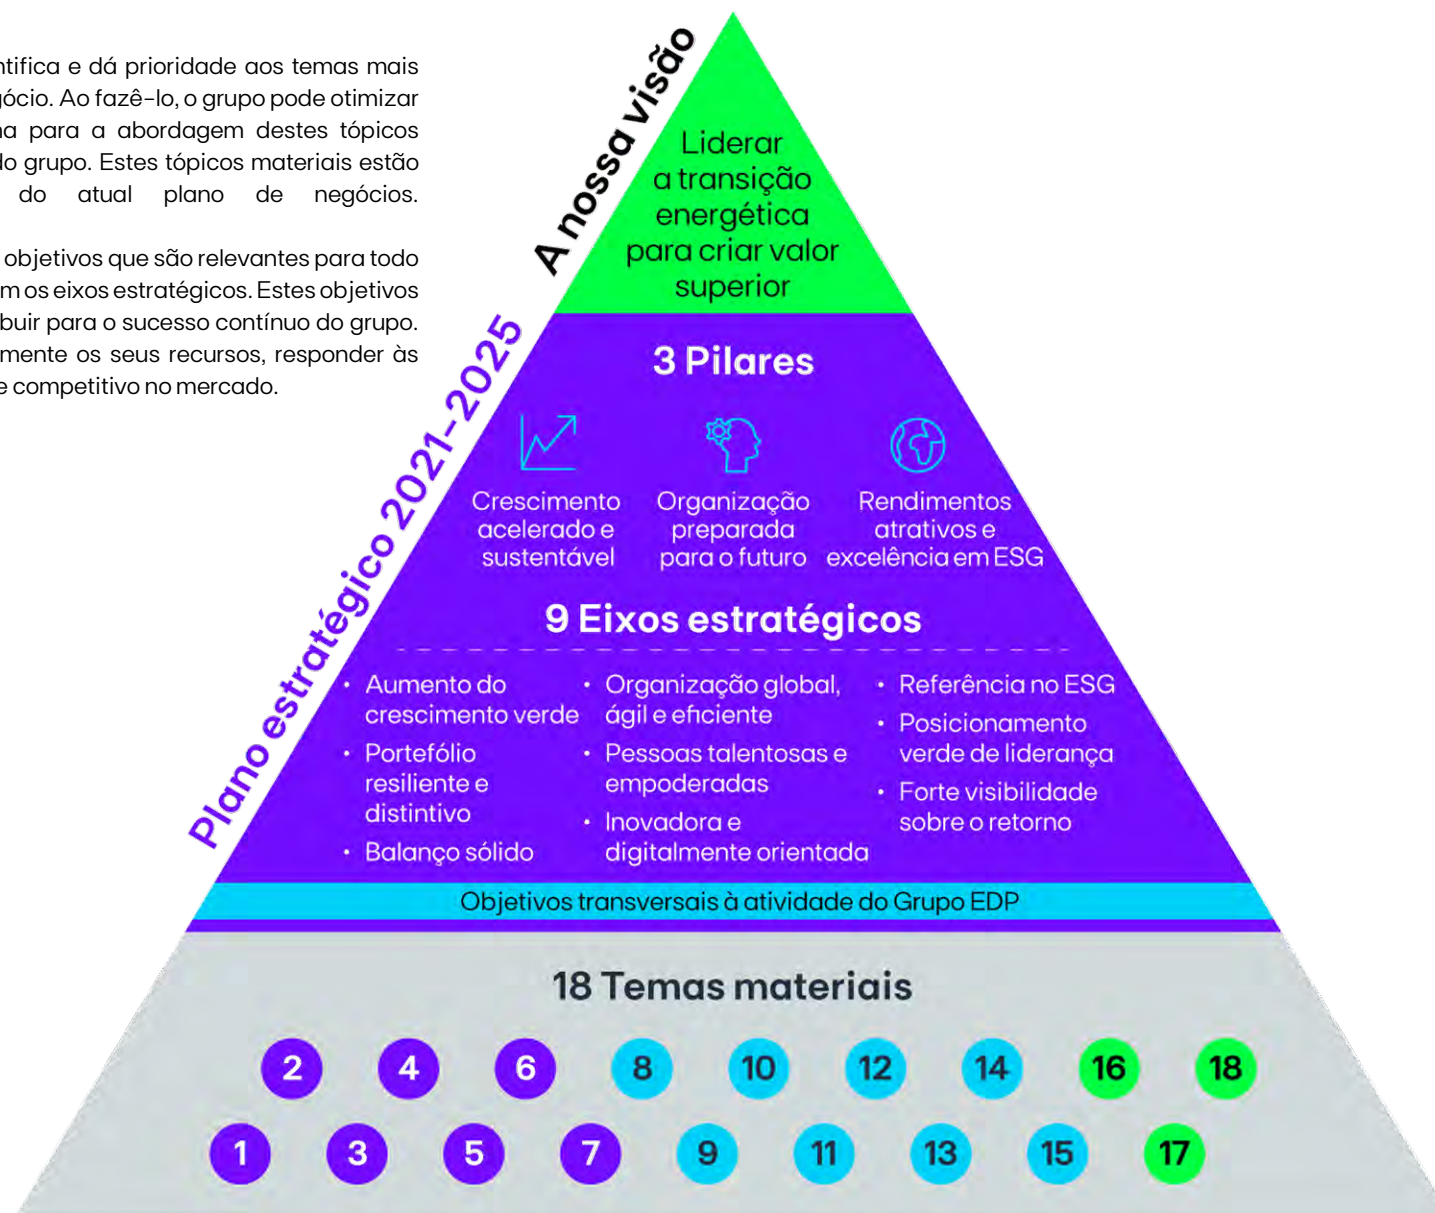 ntifica e dá prioridade aos temas mais
gócio. Ao fazê-lo, o grupo pode otimizar
na para a abordagem destes tópicos
do grupo. Estes tópicos materiais estão
do atual plano de negócios.
objetivos que são relevantes para todo
m os eixos estratégicos. Estes objetivos
ibuir para o sucesso contínuo do grupo.
mente os seus recursos, responder às
e competitivo no mercado.
A nossa visão
Liderar
a transição
energética
para criar valor
superior
Plano estratégico 2021-2025
3 Pilares
Crescimento
acelerado e
sustentável
Organização
preparada
para o futuro
Rendimentos
atrativos e
excelência em ESG
9 Eixos estratégicos
• Aumento do
crescimento verde
• Portefólio
resiliente e
distintivo
• Balanço sólido
• Organização global,
ágil e eficiente
• Pessoas talentosas e
empoderadas
• Inovadora e
digitalmente orientada
• Referência no ESG
• Posicionamento
verde de liderança
• Forte visibilidade
sobre o retorno
Objetivos transversais à atividade do Grupo EDP
18 Temas materiais
2 4 6 8 10 12 14 16 18
1 3 5 7 9 11 13 15 17